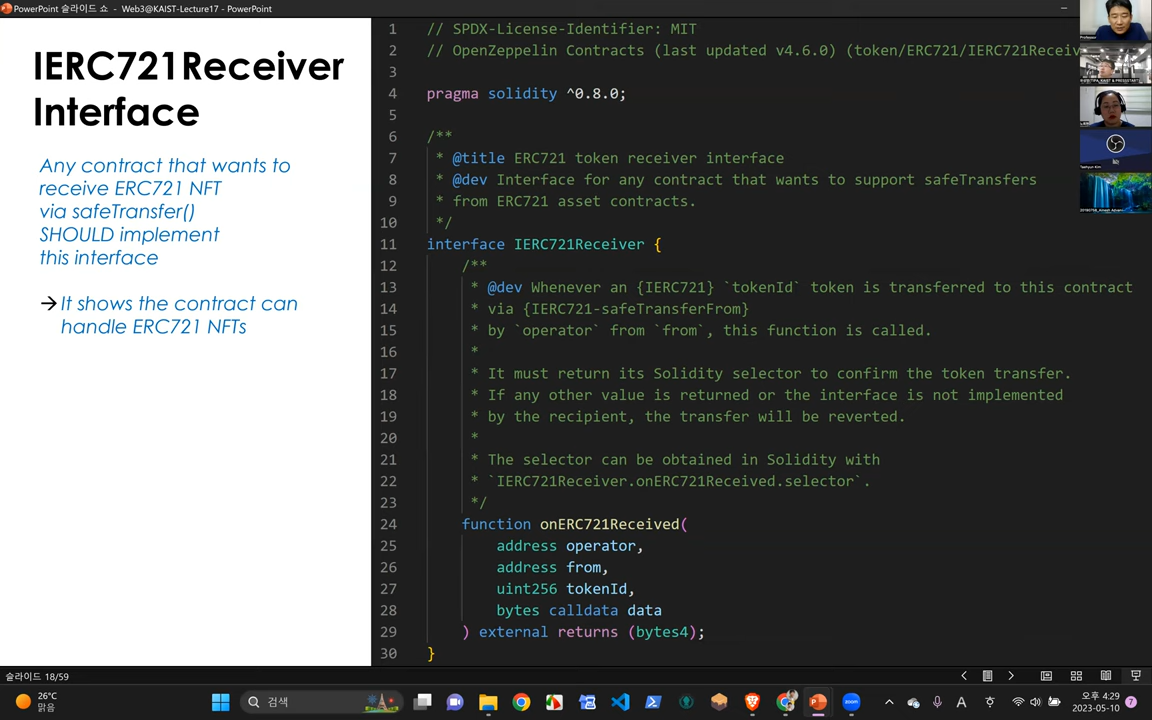 PowerPoint 슬라이드 쇼 - Web3@KAIST-Lecture17 - PowerPoint
IERC721Receiver
Interface
Any contract that wants to
receive ERC721 NFT
via safeTransfer()
SHOULD implement
this interface
→ It shows the contract can
handle ERC721 NFTs
1 // SPDX-License-Identifier: MIT
2 // OpenZeppelin Contracts (last updated v4.6.0) (token/ERC721/IERC721Receiv
3
4 pragma solidity ^0.8.0;
5
6 /**
7 * @title ERC721 token receiver interface
8 * @dev Interface for any contract that wants to support safeTransfers
9 * from ERC721 asset contracts.
10 */
11 interface IERC721Receiver {
12 /**
13 * @dev Whenever an {IERC721} `tokenId` token is transferred to this contract
14 * via {IERC721-safeTransferFrom}
15 * by `operator` from `from`, this function is called.
16 *
17 * It must return its Solidity selector to confirm the token transfer.
18 * If any other value is returned or the interface is not implemented
19 * by the recipient, the transfer will be reverted.
20 *
21 * The selector can be obtained in Solidity with
22 * `IERC721Receiver.onERC721Received.selector`.
23 */
24 function onERC721Received(
25 address operator,
26 address from,
27 uint256 tokenId,
28 bytes calldata data
29 ) external returns (bytes4);
30 }
슬라이드 18/59
26°C
맑음
검색
zoom
A
오후 4:29
2023-05-10
7